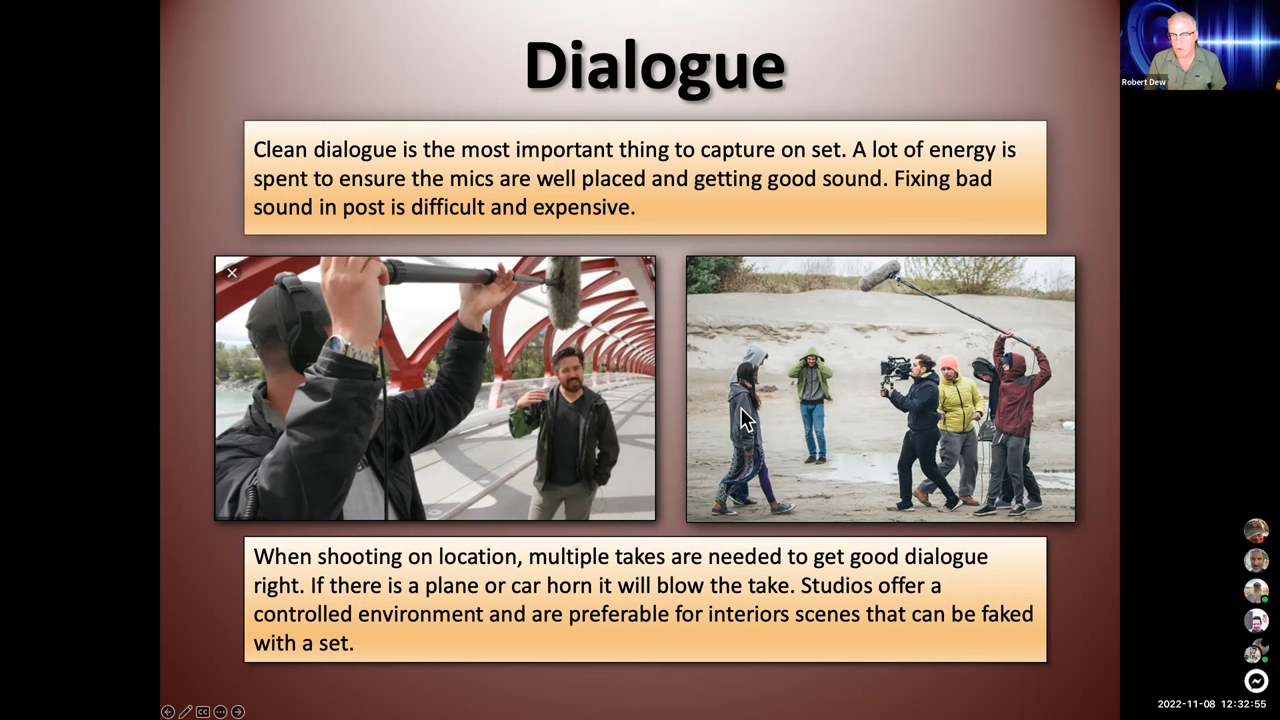 Dialogue
Robert Dew
Clean dialogue is the most important thing to capture on set. A lot of energy is
spent to ensure the mics are well placed and getting good sound. Fixing bad
sound in post is difficult and expensive.
When shooting on location, multiple takes are needed to get good dialogue
right. If there is a plane or car horn it will blow the take. Studios offer a
controlled environment and are preferable for interiors scenes that can be faked
with a set.
CC
2022-11-08 12:32:55